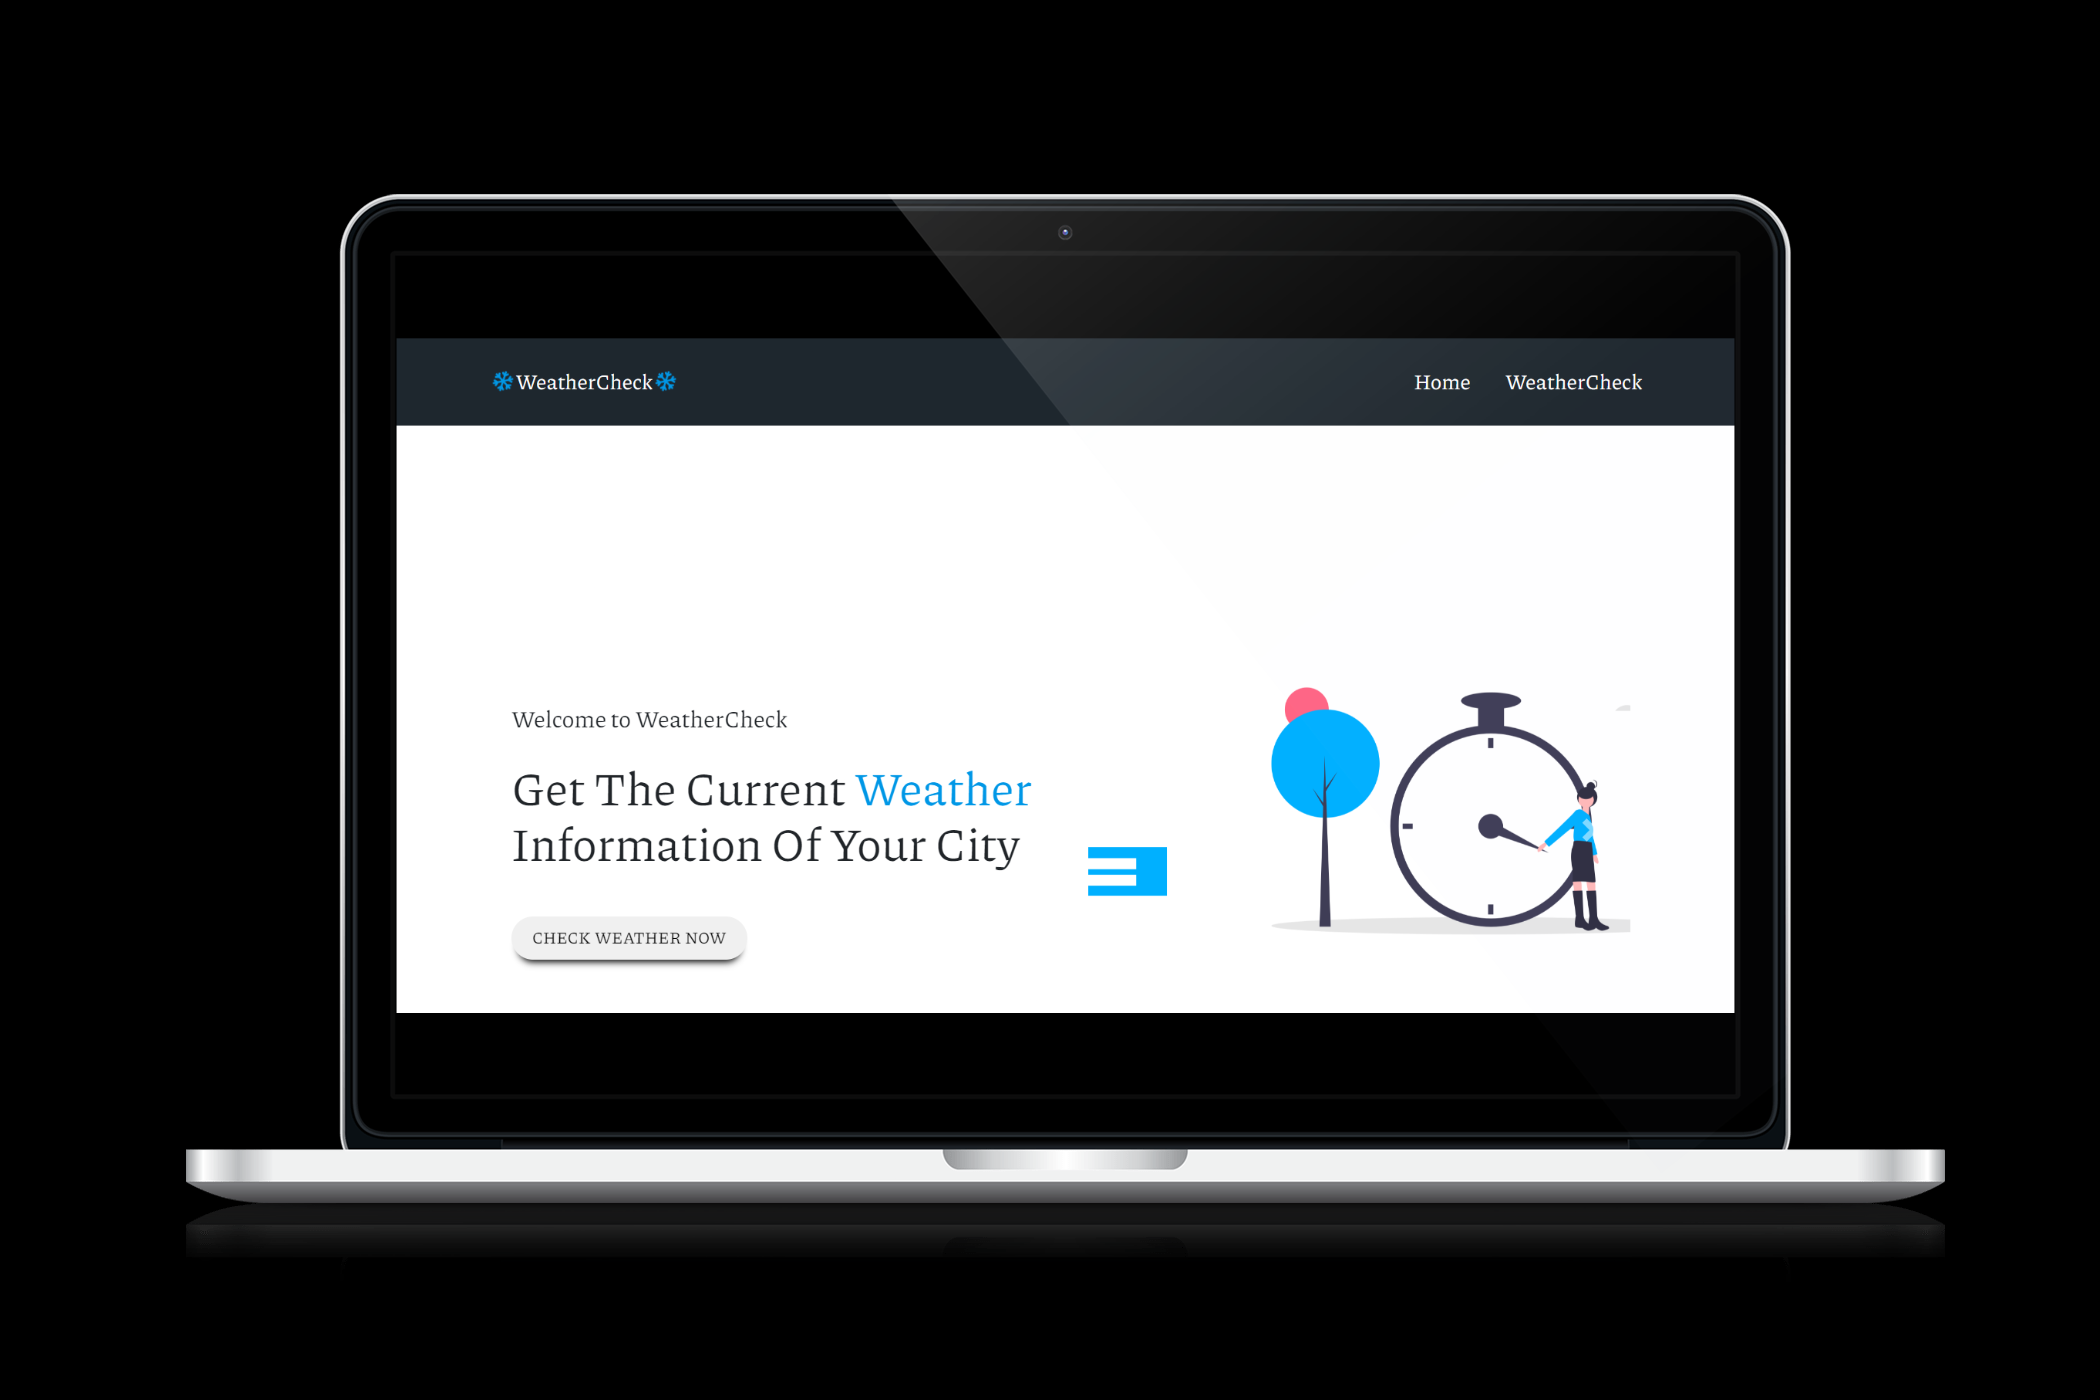 WeatherCheck
Home WeatherCheck
Welcome to WeatherCheck
Get The Current Weather
Information Of Your City
CHECK WEATHER NOW